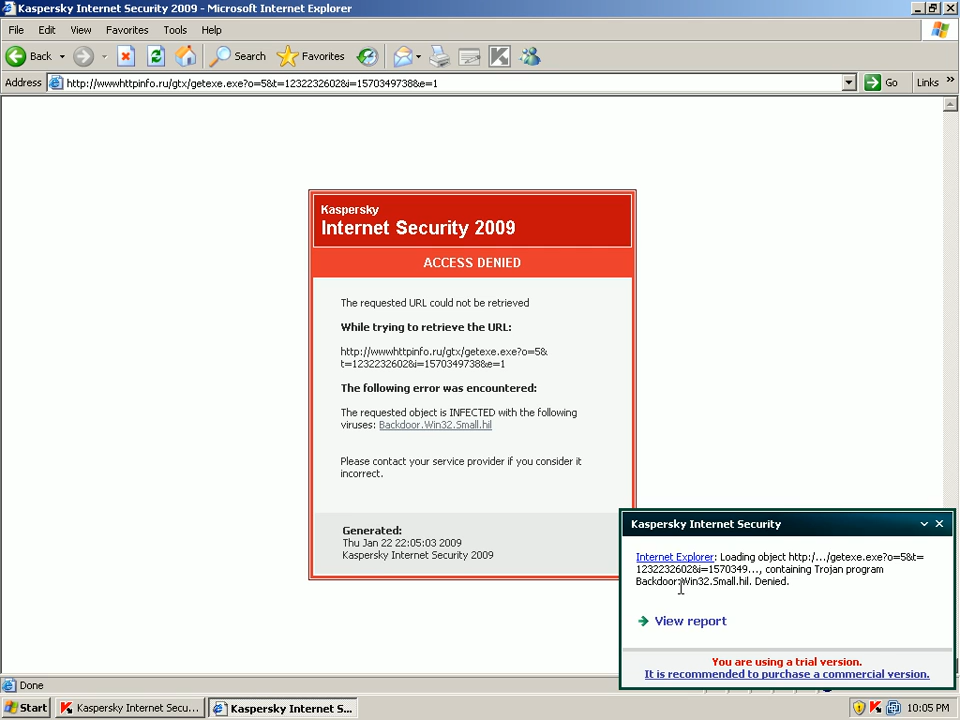 Kaspersky Internet Security 2009 - Microsoft Internet Explorer
File Edit View Favorites Tools Help
Back Search Favorites
Address http://wwwhttpinfo.ru/gtx/getexe.exe?o=5&t=1232232602&i=1570349738&e=1 Go Links »
Kaspersky
Internet Security 2009
ACCESS DENIED
The requested URL could not be retrieved
While trying to retrieve the URL:
http://wwwhttpinfo.ru/gtx/getexe.exe?o=5&
t=1232232602&i=1570349738&e=1
The following error was encountered:
The requested object is INFECTED with the following
viruses: Backdoor.Win32.Small.hil
Please contact your service provider if you consider it
incorrect.
Generated:
Thu Jan 22 22:05:03 2009
Kaspersky Internet Security 2009
Kaspersky Internet Security
Internet Explorer: Loading object http:/.../getexe.exe?o=5&t=
1232232602&i=1570349..., containing Trojan program
Backdoor.Win32.Small.hil. Denied.
View report
You are using a trial version.
It is recommended to purchase a commercial version.
Done
Start Kaspersky Internet Secu... Kaspersky Internet S... 10:05 PM